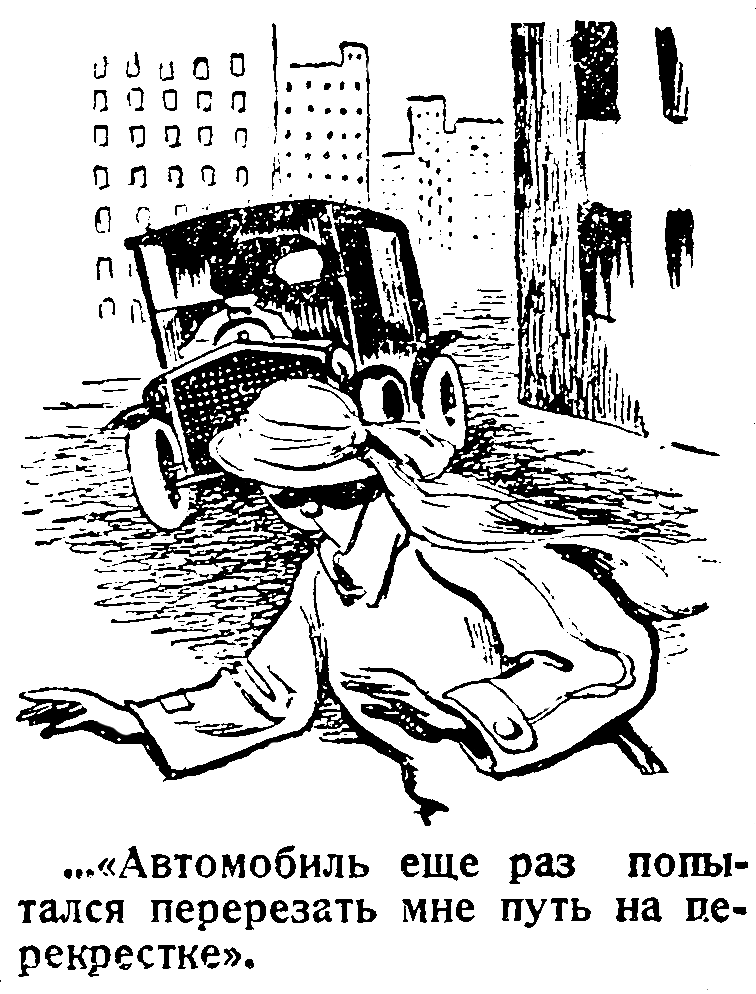 ...«Автомобиль еще раз попы-
тался перерезать мне путь на пе-
рекрестке».